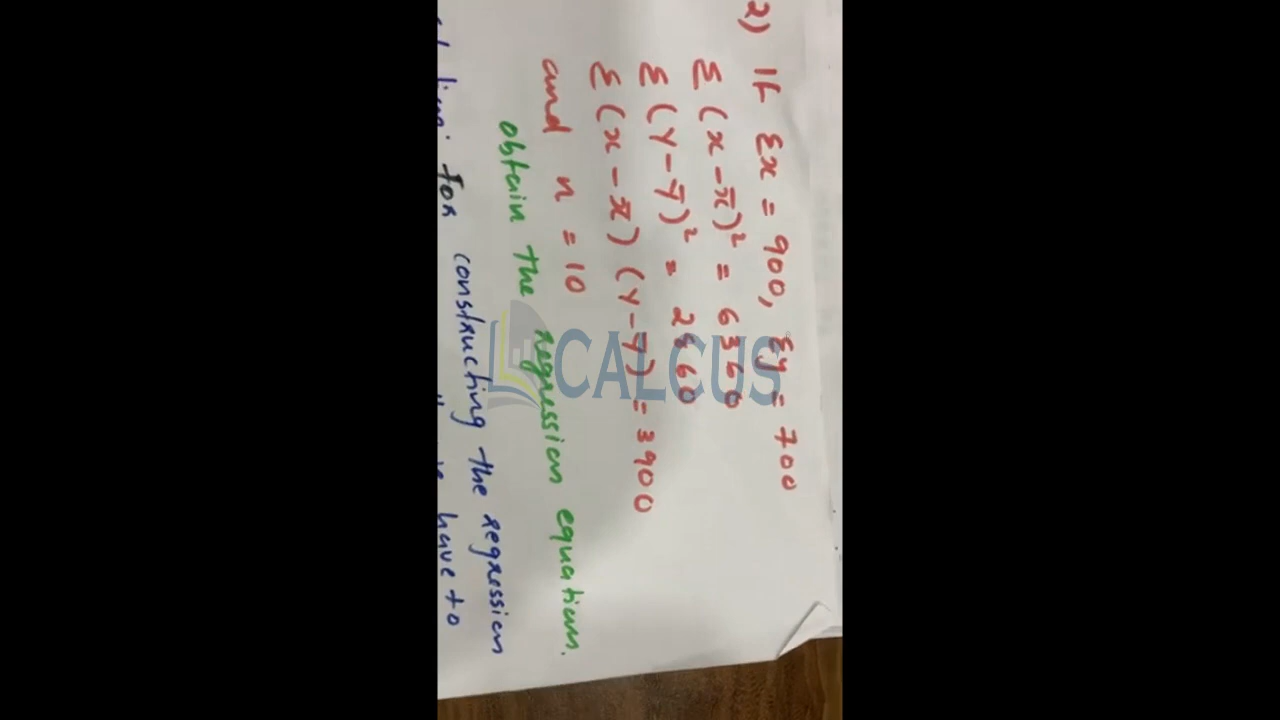 2) If Σx = 900, Σy = 700
Σ(x-x̄)² = 6360
Σ(y-ȳ)² = 2860
Σ(x-x̄)(y-ȳ) = 3900
and n = 10
obtain the regression equations.
For constructing the regression
have to
CALCUS